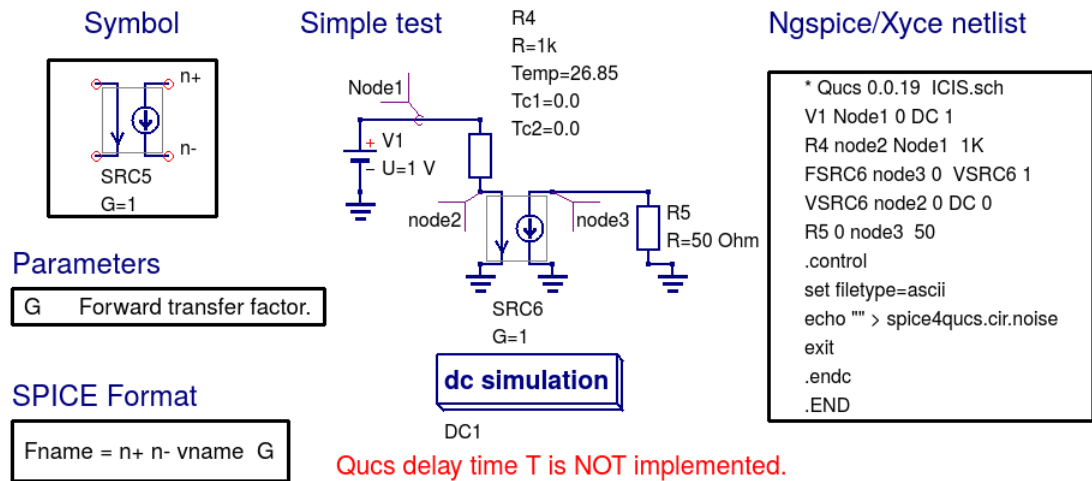 Symbol
n+
n-
SRC5
G=1
Parameters
G Forward transfer factor.
SPICE Format
Fname = n+ n- vname G
Simple test
R4
R=1k
Temp=26.85
Tc1=0.0
Tc2=0.0
Node1
+ V1
− U=1 V
node2
node3
R5
R=50 Ohm
SRC6
G=1
dc simulation
DC1
Qucs delay time T is NOT implemented.
Ngspice/Xyce netlist
* Qucs 0.0.19 ICIS.sch
V1 Node1 0 DC 1
R4 node2 Node1 1K
FSRC6 node3 0 VSRC6 1
VSRC6 node2 0 DC 0
R5 0 node3 50
.control
set filetype=ascii
echo "" > spice4qucs.cir.noise
exit
.endc
.END